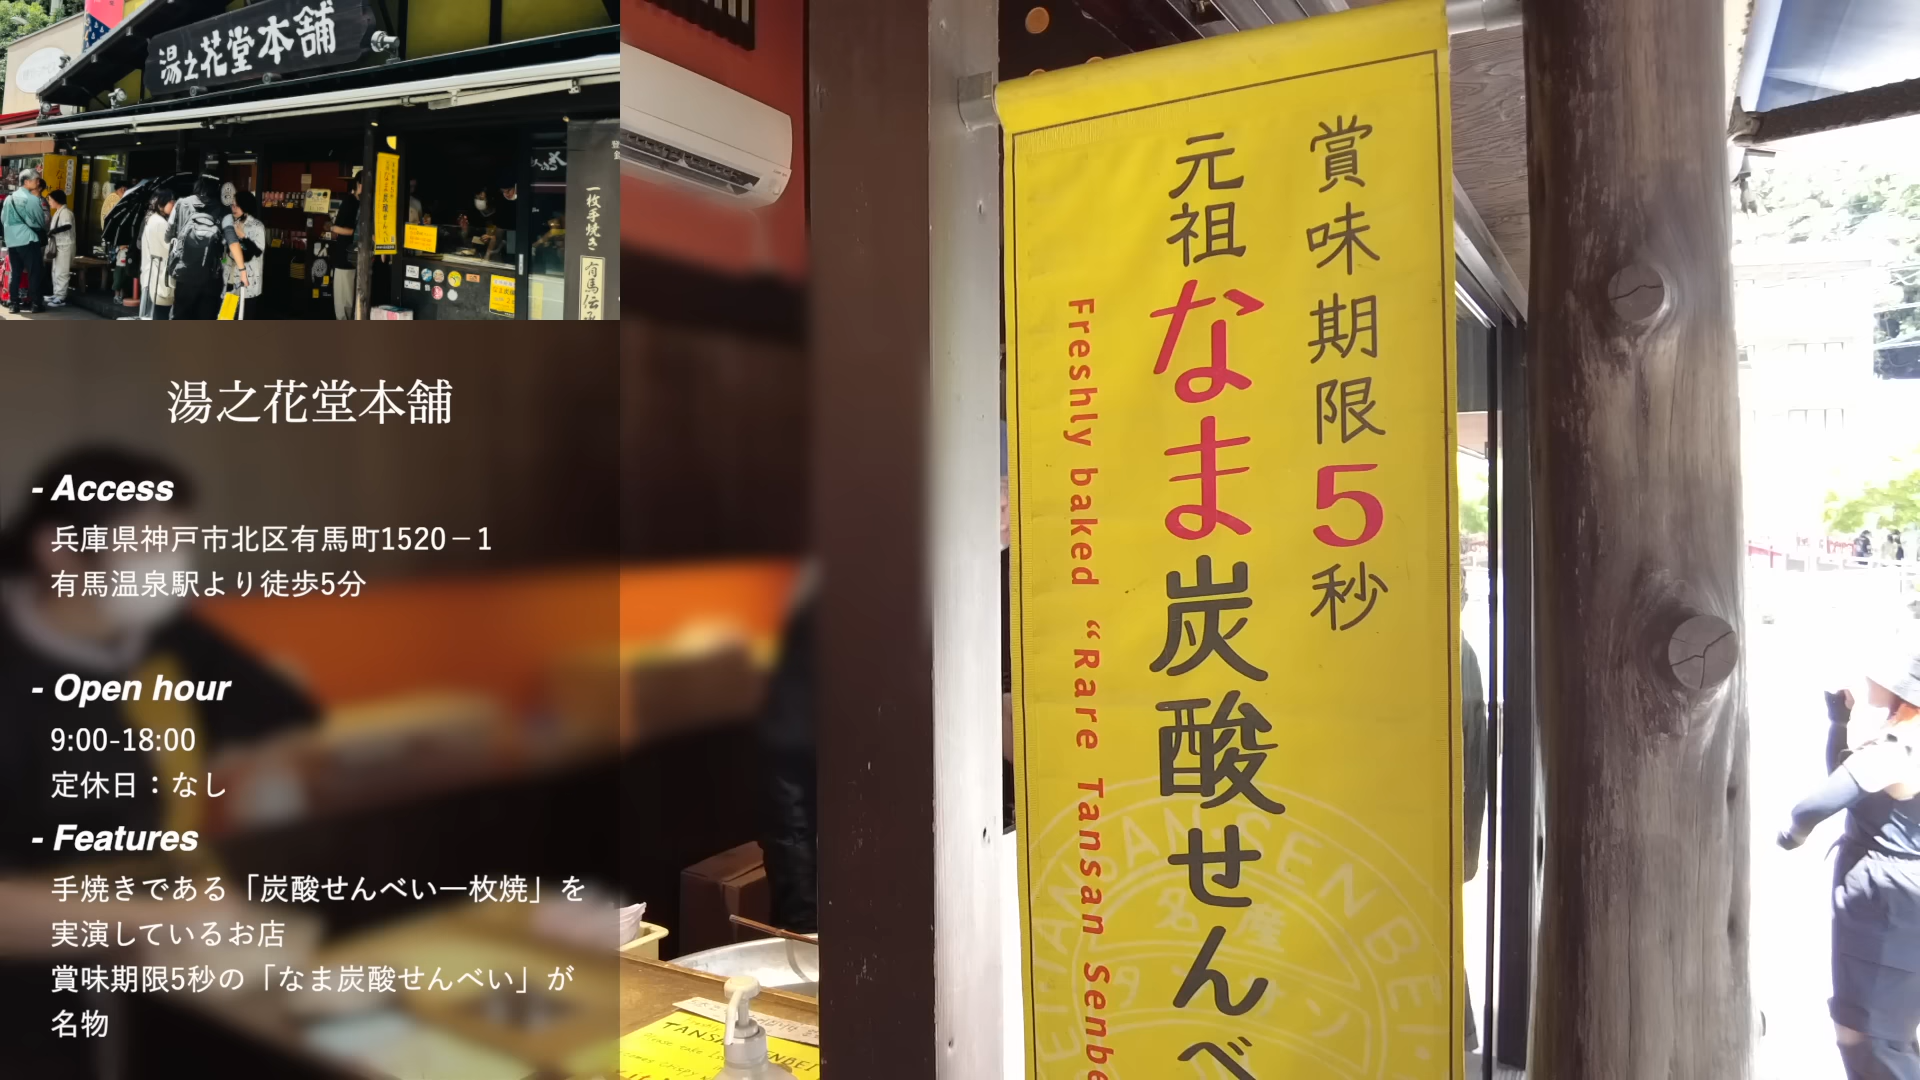 湯之花堂本舗
一枚手焼き
湯之花堂本舗
- Access
兵庫県神戸市北区有馬町1520－1
有馬温泉駅より徒歩5分
- Open hour
9:00-18:00
定休日：なし
- Features
手焼きである「炭酸せんべい一枚焼」を
実演しているお店
賞味期限5秒の「なま炭酸せんべい」が
名物
賞味期限5秒
元祖なま炭酸せんべ
Freshly baked “Rare Tansan Senbe